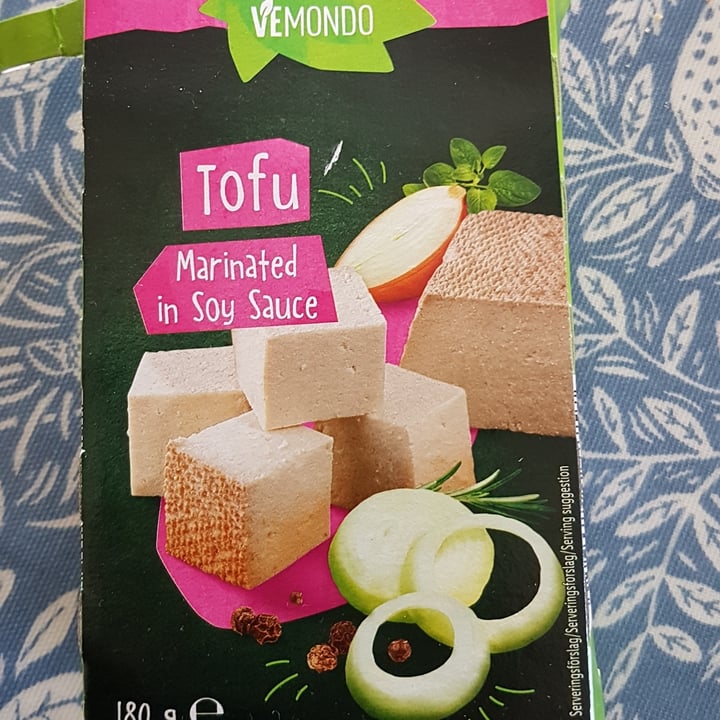 VEMONDO
Tofu
Marinated
in Soy Sauce
Serveringsförslag/Serveringsforslag/Serving suggestion
180 g ℮